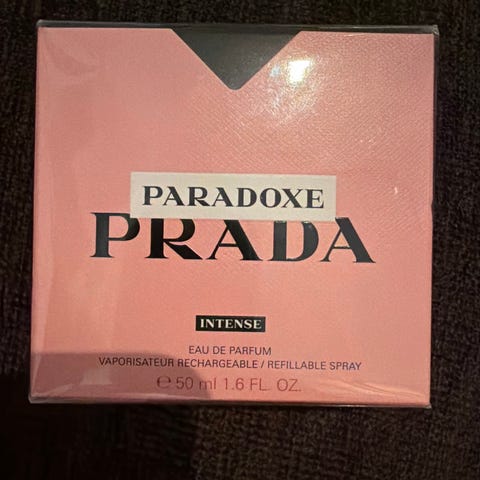 PARADOXE
PRADA
INTENSE
EAU DE PARFUM
VAPORISATEUR RECHARGEABLE / REFILLABLE SPRAY
℮ 50 ml 1.6 FL. OZ.